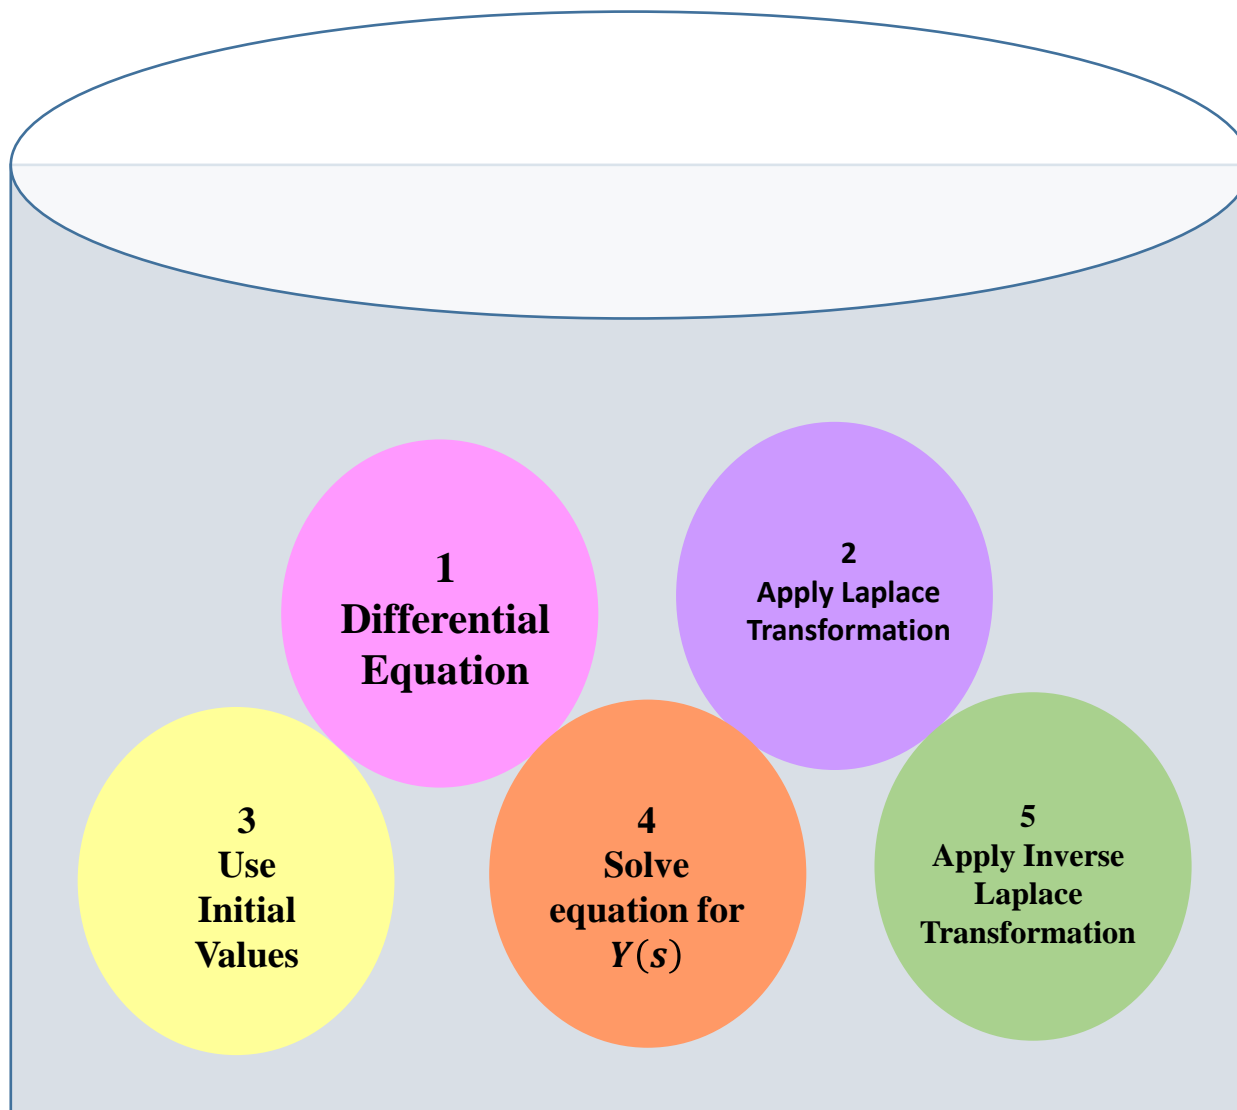 1
Differential
Equation
2
Apply Laplace
Transformation
3
Use
Initial
Values
4
Solve
equation for
Y(s)
5
Apply Inverse
Laplace
Transformation